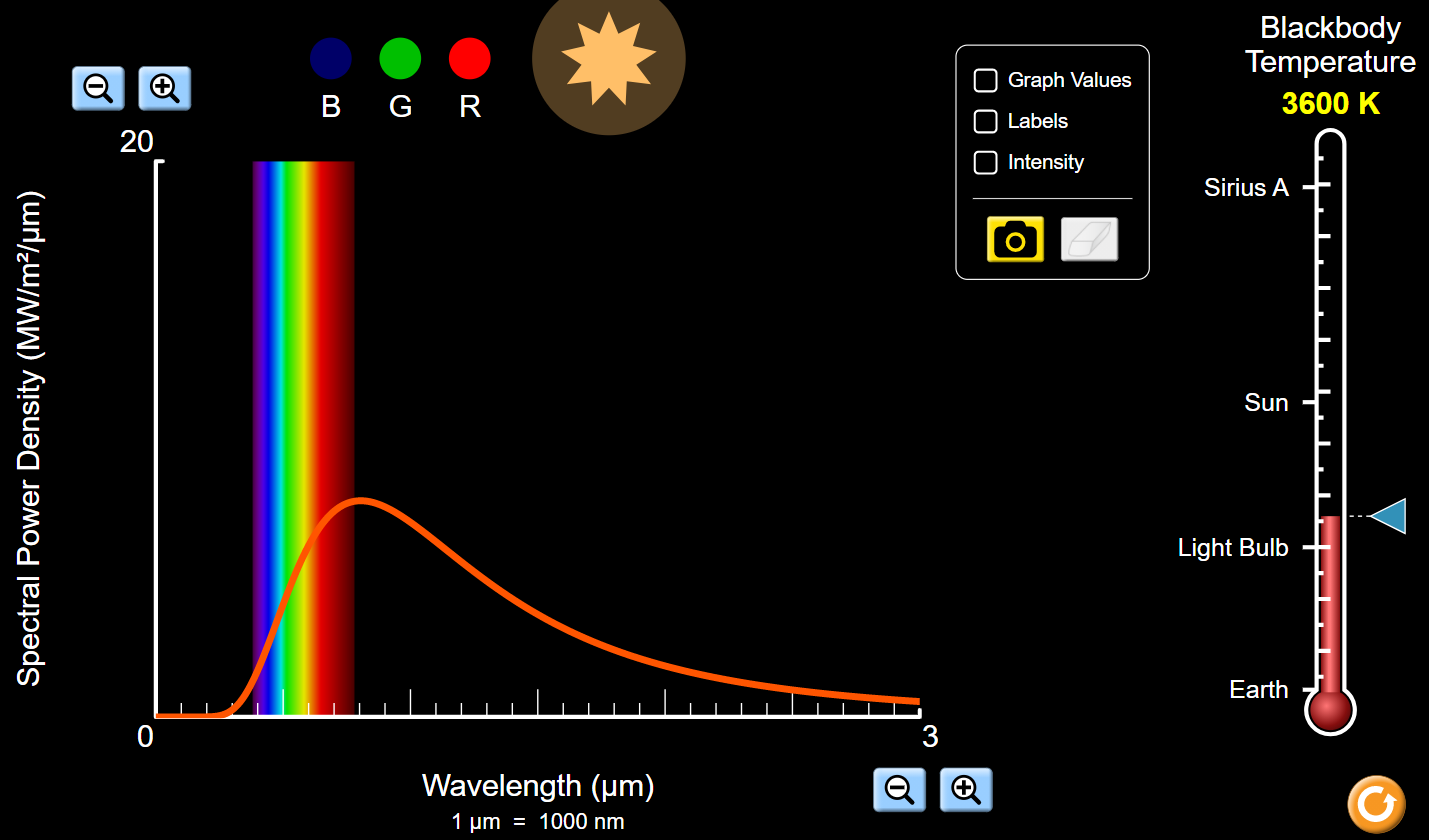 Blackbody
Temperature
3600 K
B G R
Graph Values
Labels
Intensity
20
Spectral Power Density (MW/m²/μm)
0
3
Wavelength (μm)
1 μm = 1000 nm
Sirius A
Sun
Light Bulb
Earth